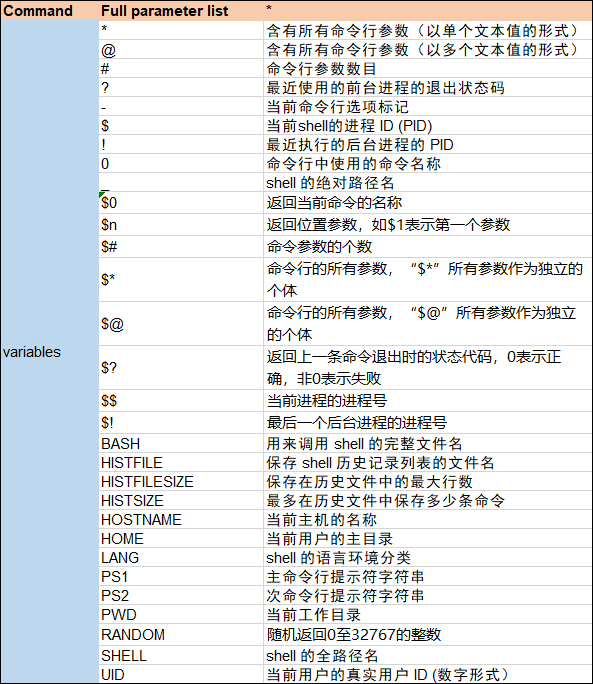 Command Full parameter list *
* 含有所有命令行参数（以单个文本值的形式）
@ 含有所有命令行参数（以多个文本值的形式）
# 命令行参数数目
? 最近使用的前台进程的退出状态码
- 当前命令行选项标记
$ 当前shell的进程 ID (PID)
! 最近执行的后台进程的 PID
0 命令行中使用的命令名称
_ shell 的绝对路径名
$0 返回当前命令的名称
$n 返回位置参数，如$1表示第一个参数
$# 命令参数的个数
$* 命令行的所有参数，“$*”所有参数作为独立的
个体
$@ 命令行的所有参数，“$@”所有参数作为独立
的个体
variables
$? 返回上一条命令退出时的状态代码，0表示正
确，非0表示失败
$$ 当前进程的进程号
$! 最后一个后台进程的进程号
BASH 用来调用 shell 的完整文件名
HISTFILE 保存 shell 历史记录列表的文件名
HISTFILESIZE 保存在历史文件中的最大行数
HISTSIZE 最多在历史文件中保存多少条命令
HOSTNAME 当前主机的名称
HOME 当前用户的主目录
LANG shell 的语言环境分类
PS1 主命令行提示符字符串
PS2 次命令行提示符字符串
PWD 当前工作目录
RANDOM 随机返回0至32767的整数
SHELL shell 的全路径名
UID 当前用户的真实用户 ID (数字形式）